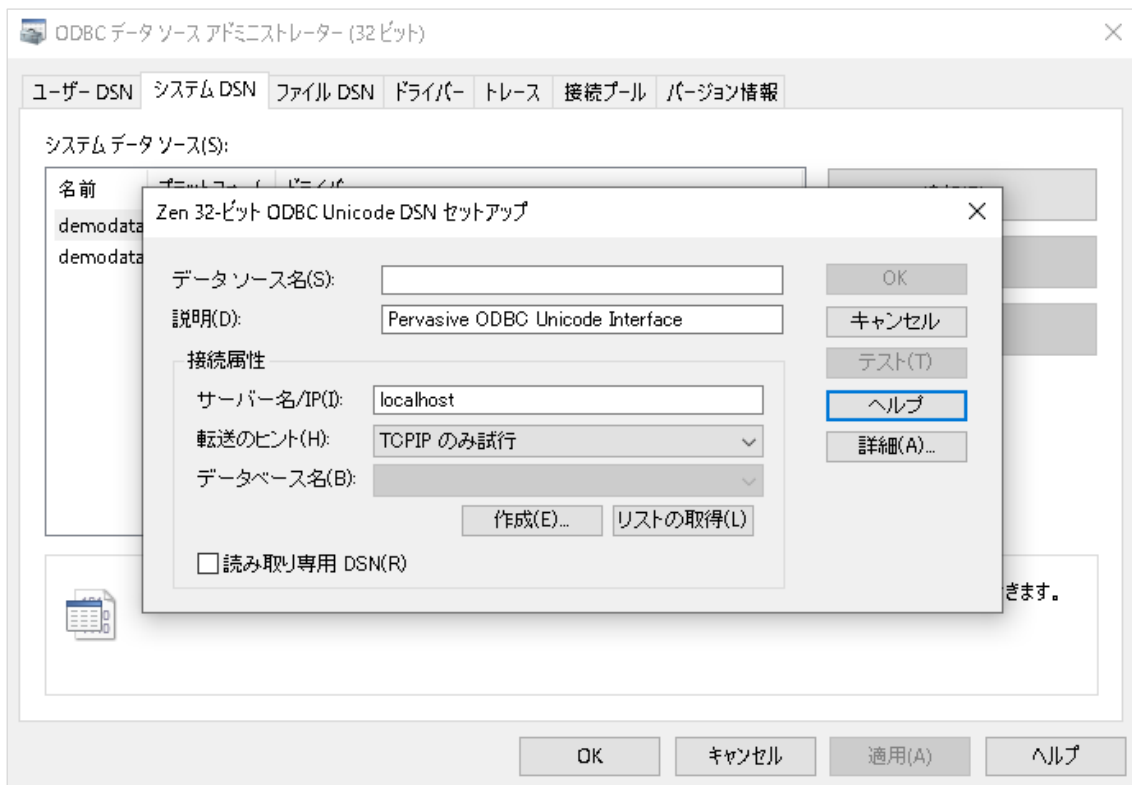 ODBC データ ソース アドミニストレーター (32 ビット)
ユーザー DSN システム DSN ファイル DSN ドライバー トレース 接続プール バージョン情報
システム データ ソース(S):
名前
demodata
demodata
Zen 32-ビット ODBC Unicode DSN セットアップ
データ ソース名(S):
OK
説明(D): Pervasive ODBC Unicode Interface
キャンセル
接続属性
テスト(T)
サーバー名/IP(I): localhost
ヘルプ
転送のヒント(H): TCPIP のみ試行
詳細(A)...
データベース名(B):
作成(E)... リストの取得(L)
読み取り専用 DSN(R)
きます。
OK キャンセル 適用(A) ヘルプ